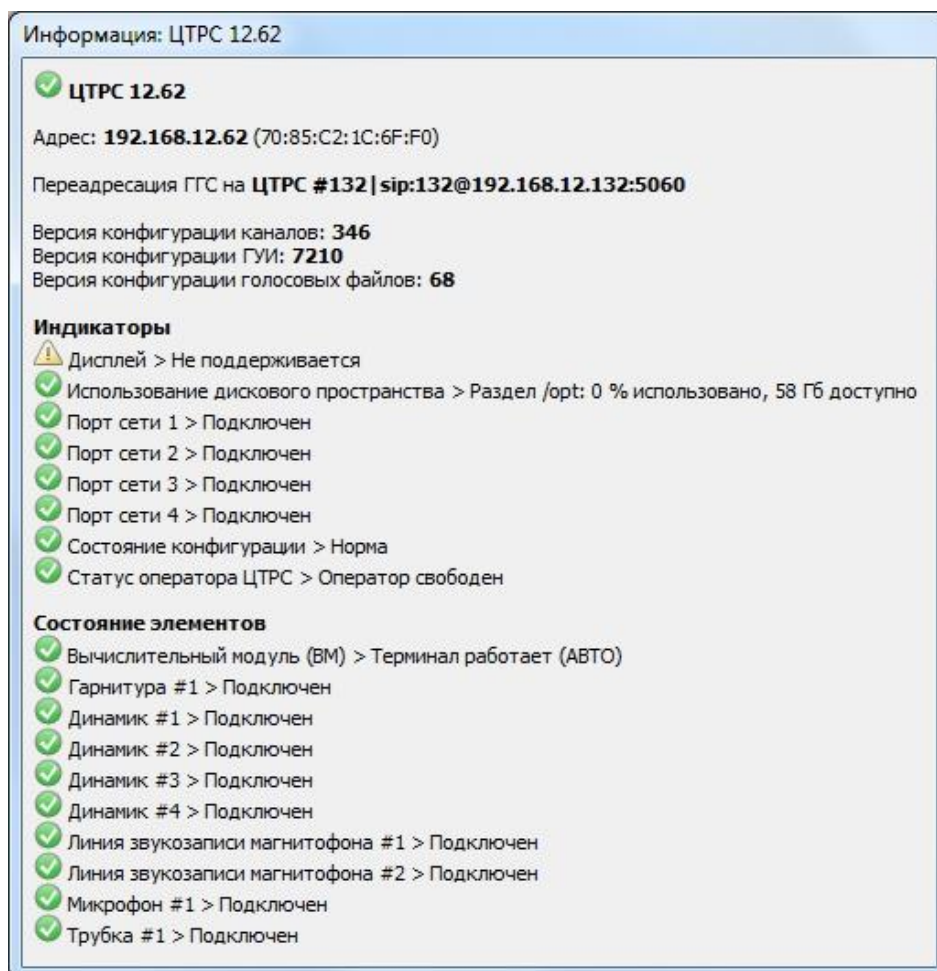 Информация: ЦТРС 12.62
ЦТРС 12.62
Адрес: 192.168.12.62 (70:85:C2:1C:6F:F0)
Переадресация ГГС на ЦТРС #132|sip:132@192.168.12.132:5060
Версия конфигурации каналов: 346
Версия конфигурации ГУИ: 7210
Версия конфигурации голосовых файлов: 68
Индикаторы
Дисплей > Не поддерживается
Использование дискового пространства > Раздел /opt: 0 % использовано, 58 Гб доступно
Порт сети 1 > Подключен
Порт сети 2 > Подключен
Порт сети 3 > Подключен
Порт сети 4 > Подключен
Состояние конфигурации > Норма
Статус оператора ЦТРС > Оператор свободен
Состояние элементов
Вычислительный модуль (ВМ) > Терминал работает (АВТО)
Гарнитура #1 > Подключен
Динамик #1 > Подключен
Динамик #2 > Подключен
Динамик #3 > Подключен
Динамик #4 > Подключен
Линия звукозаписи магнитофона #1 > Подключен
Линия звукозаписи магнитофона #2 > Подключен
Микрофон #1 > Подключен
Трубка #1 > Подключен